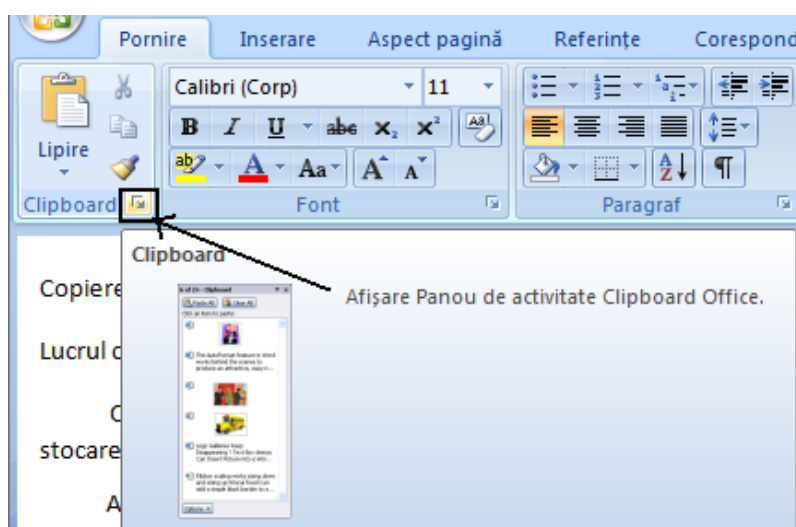 Pornire Inserare Aspect pagină Referințe Corespond
Calibri (Corp) 11
Lipire
Clipboard Font Paragraf
Clipboard
Afișare Panou de activitate Clipboard Office.
Copiere
Lucrul
stocare
A